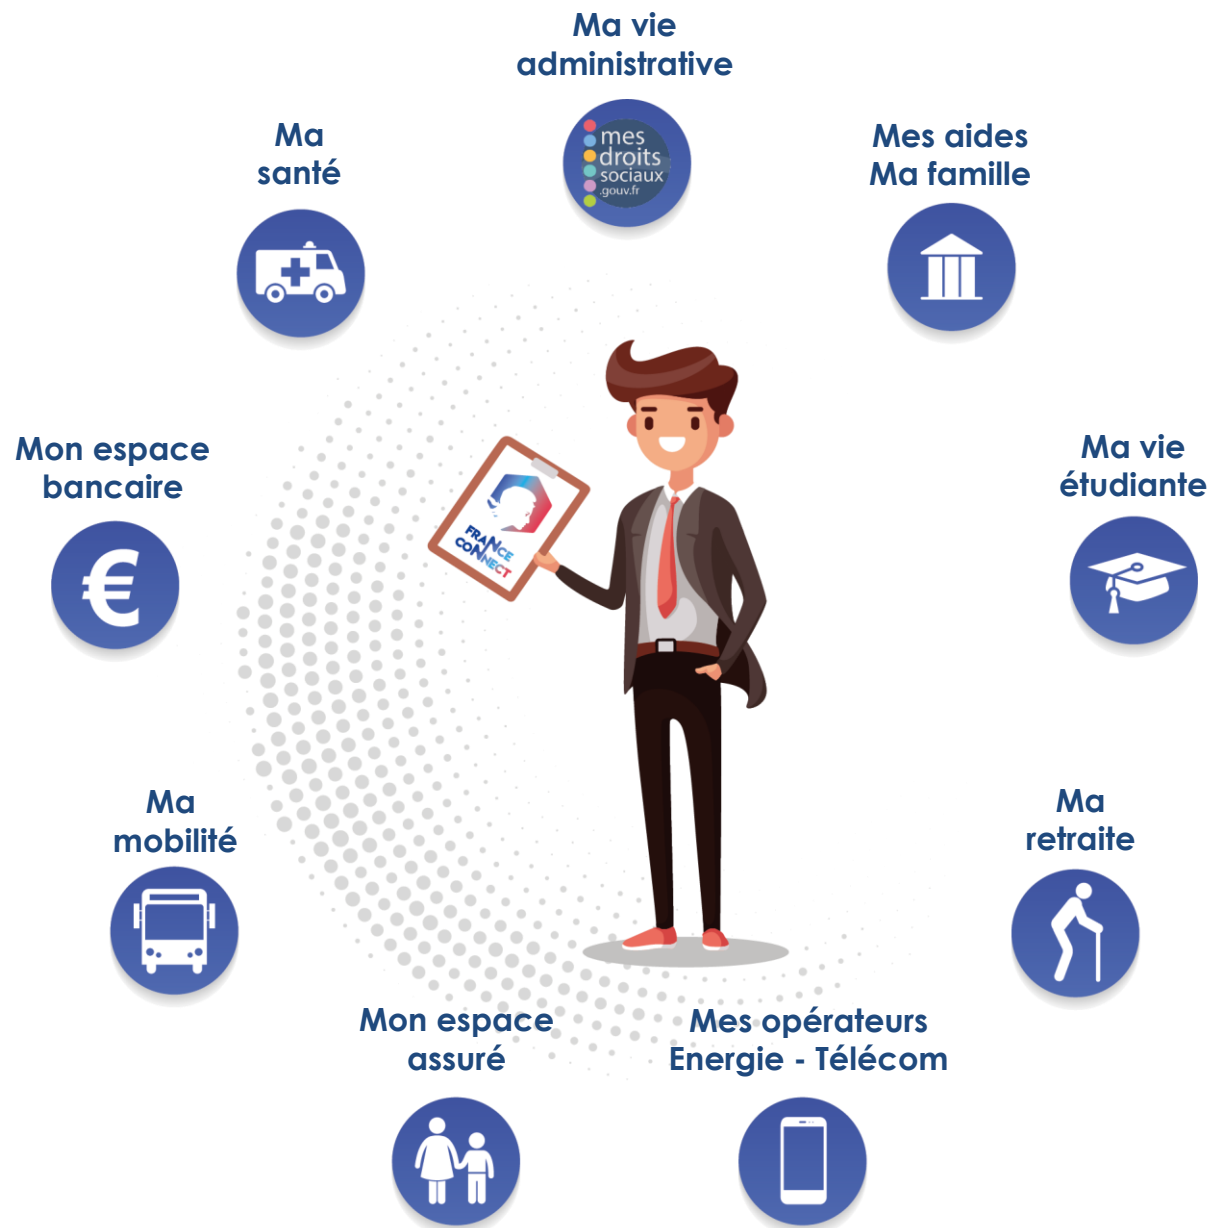 Ma vie
administrative
mes
droits
sociaux
.gouv.fr
Ma
santé
Mes aides
Ma famille
Mon espace
bancaire
€
FRANCE
CONNECT
Ma vie
étudiante
Ma
mobilité
Ma
retraite
Mon espace
assuré
Mes opérateurs
Energie - Télécom